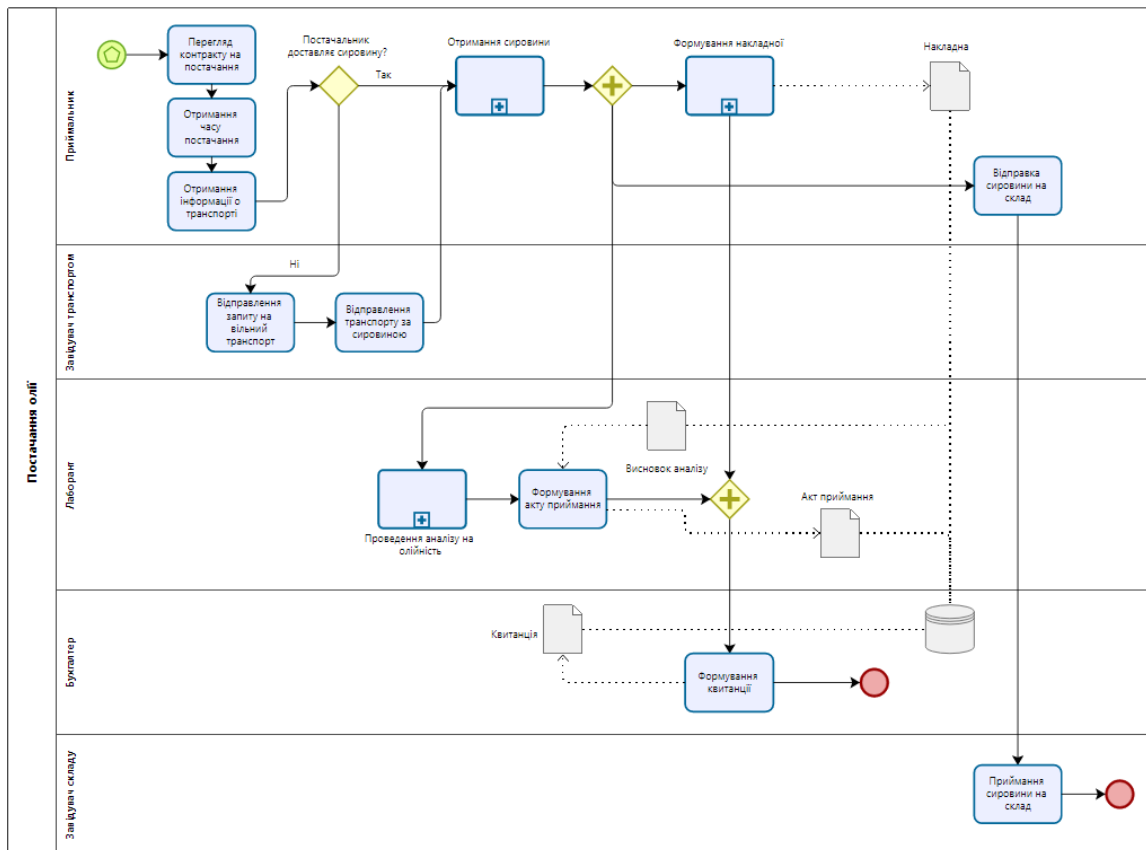 Постачання олії
Приймальник
Перегляд
контракту на
постачання
Отримання
часу
постачання
Отримання
інформації о
транспорті
Постачальник
доставляє сировину?
Так
Отримання сировини
Формування накладної
Накладна
Відправка
сировини на
склад
Завідувач транспортом
Ні
Відправлення
запиту на
вільний
транспорт
Відправлення
транспорту за
сировиною
Лаборант
Проведення аналізу на
олійність
Формування
акту приймання
Висновок аналізу
Акт приймання
Бухгалтер
Квитанція
Формування
квитанції
Завідувач складу
Приймання
сировини на
склад